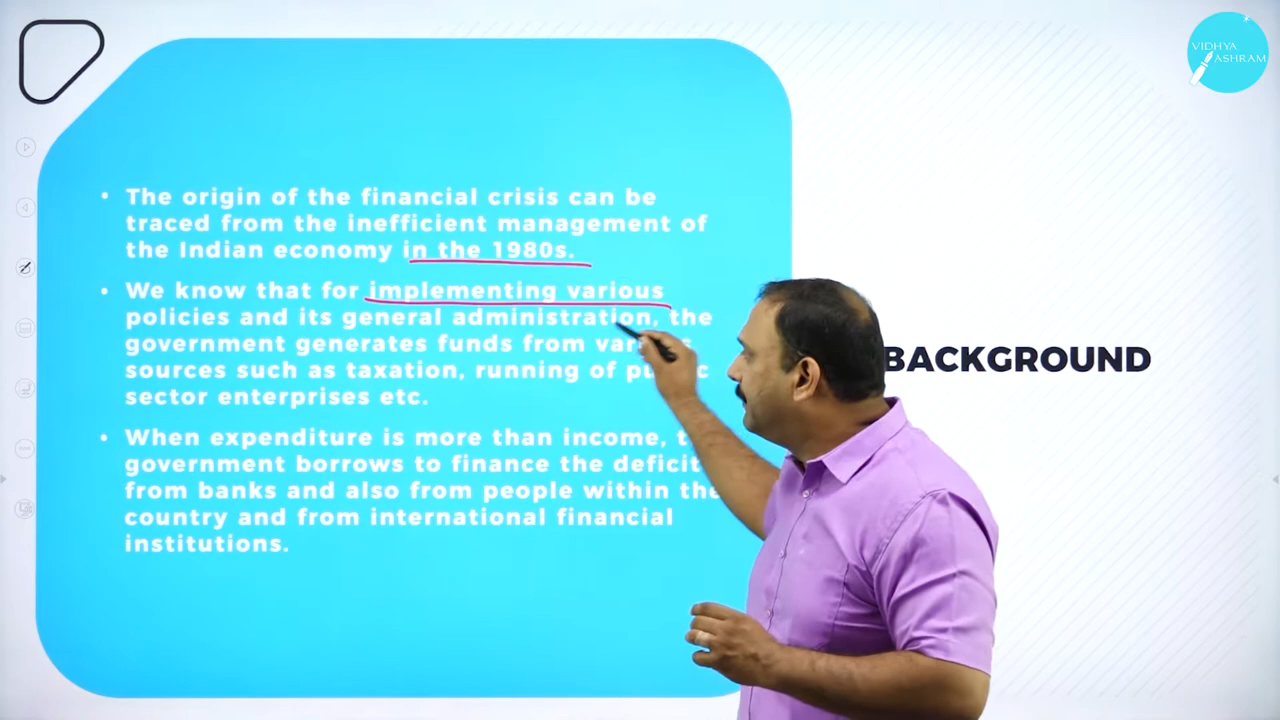 VIDHYA
ASHRAM
• The origin of the financial crisis can be
traced from the inefficient management of
the Indian economy in the 1980s.
• We know that for implementing various
policies and its general administration, the
government generates funds from
sources such as taxation, running of
sector enterprises etc.
• When expenditure is more than income,
government borrows to finance the deficit
from banks and also from people within the
country and from international financial
institutions.
BACKGROUND